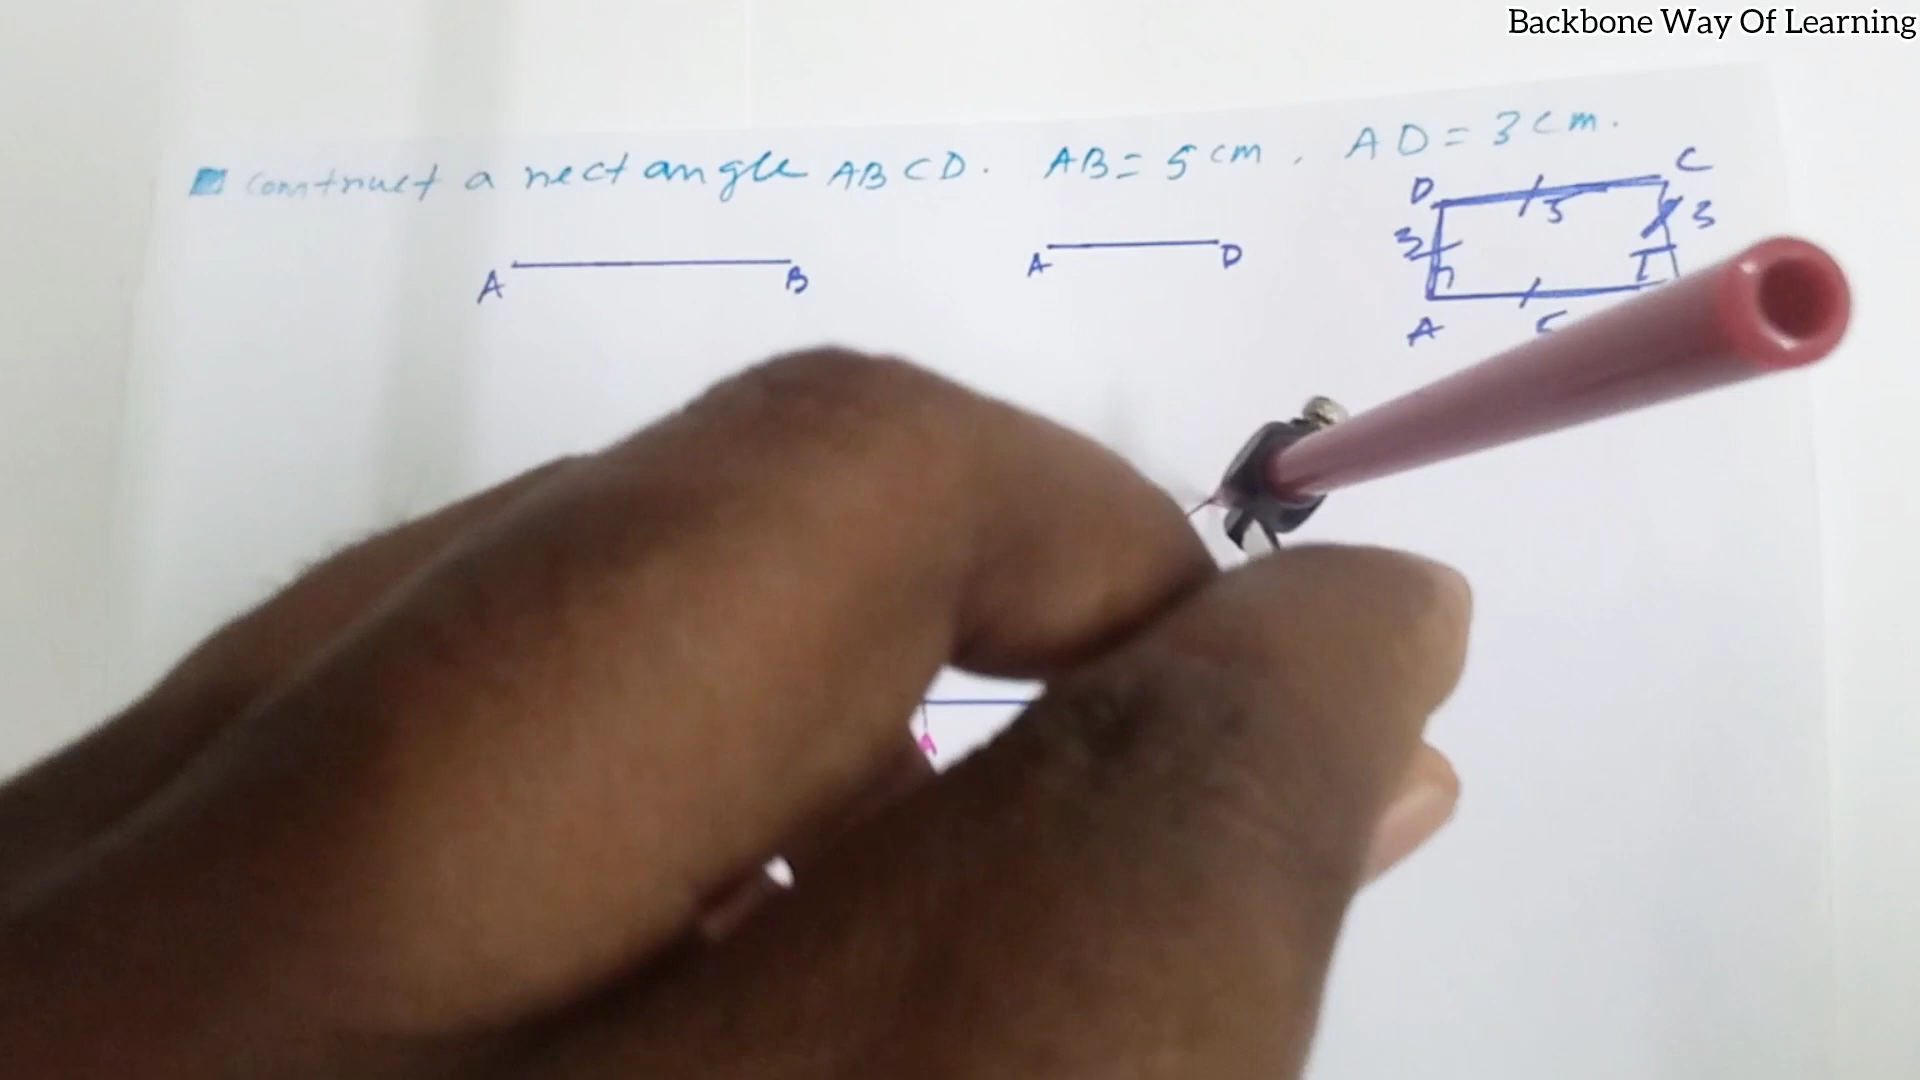 Backbone Way Of Learning
Construct a rectangle ABCD. AB = 5 cm, AD = 3 cm.
D C
5
3 3
A B A D
A 5
A